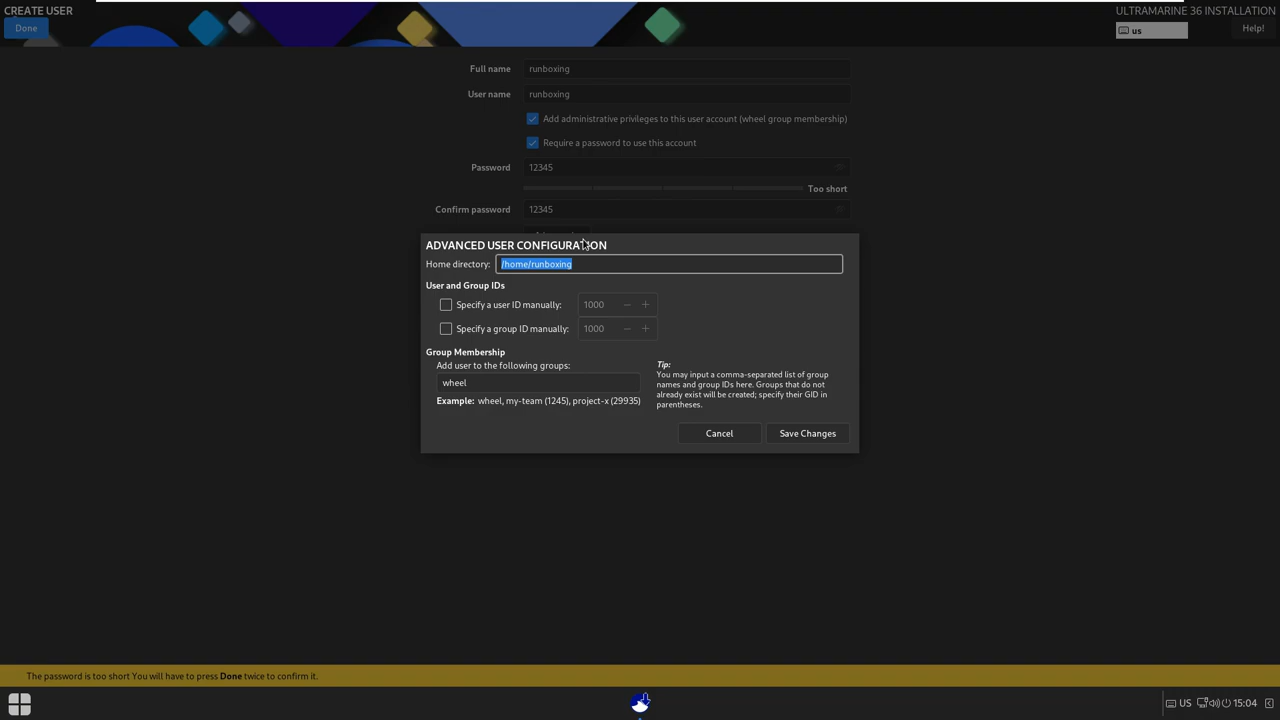 CREATE USER
ULTRAMARINE 36 INSTALLATION
Done
us
Help!
Full name
runboxing
User name
runboxing
Add administrative privileges to this user account (wheel group membership)
Require a password to use this account
Password
12345
Too short
Confirm password
12345
ADVANCED USER CONFIGURATION
Home directory:
/home/runboxing
User and Group IDs
Specify a user ID manually:
1000
Specify a group ID manually:
1000
Group Membership
Add user to the following groups:
wheel
Example: wheel, my-team (1245), project-x (29935)
Tip:
You may input a comma-separated list of group
names and group IDs here. Groups that do not
already exist will be created; specify their GID in
parentheses.
Cancel
Save Changes
The password is too short You will have to press Done twice to confirm it.
US
15:04